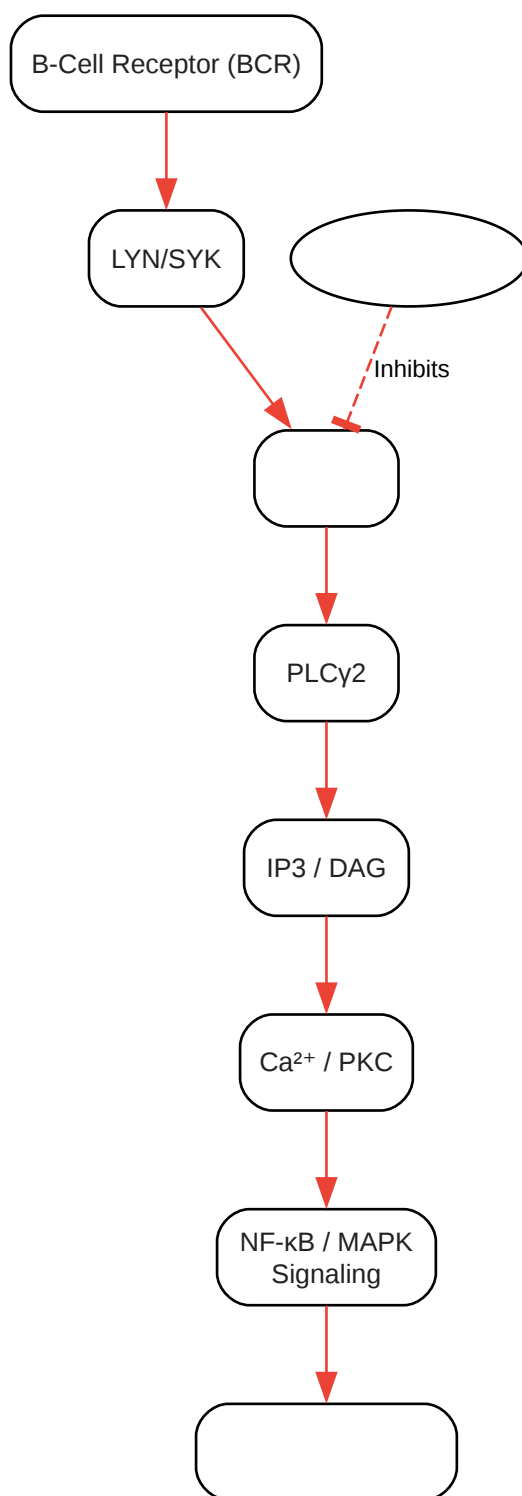 B-Cell Receptor (BCR)
LYN/SYK
Inhibits
PLCγ2
IP3 / DAG
Ca²⁺ / PKC
NF-κB / MAPK
Signaling